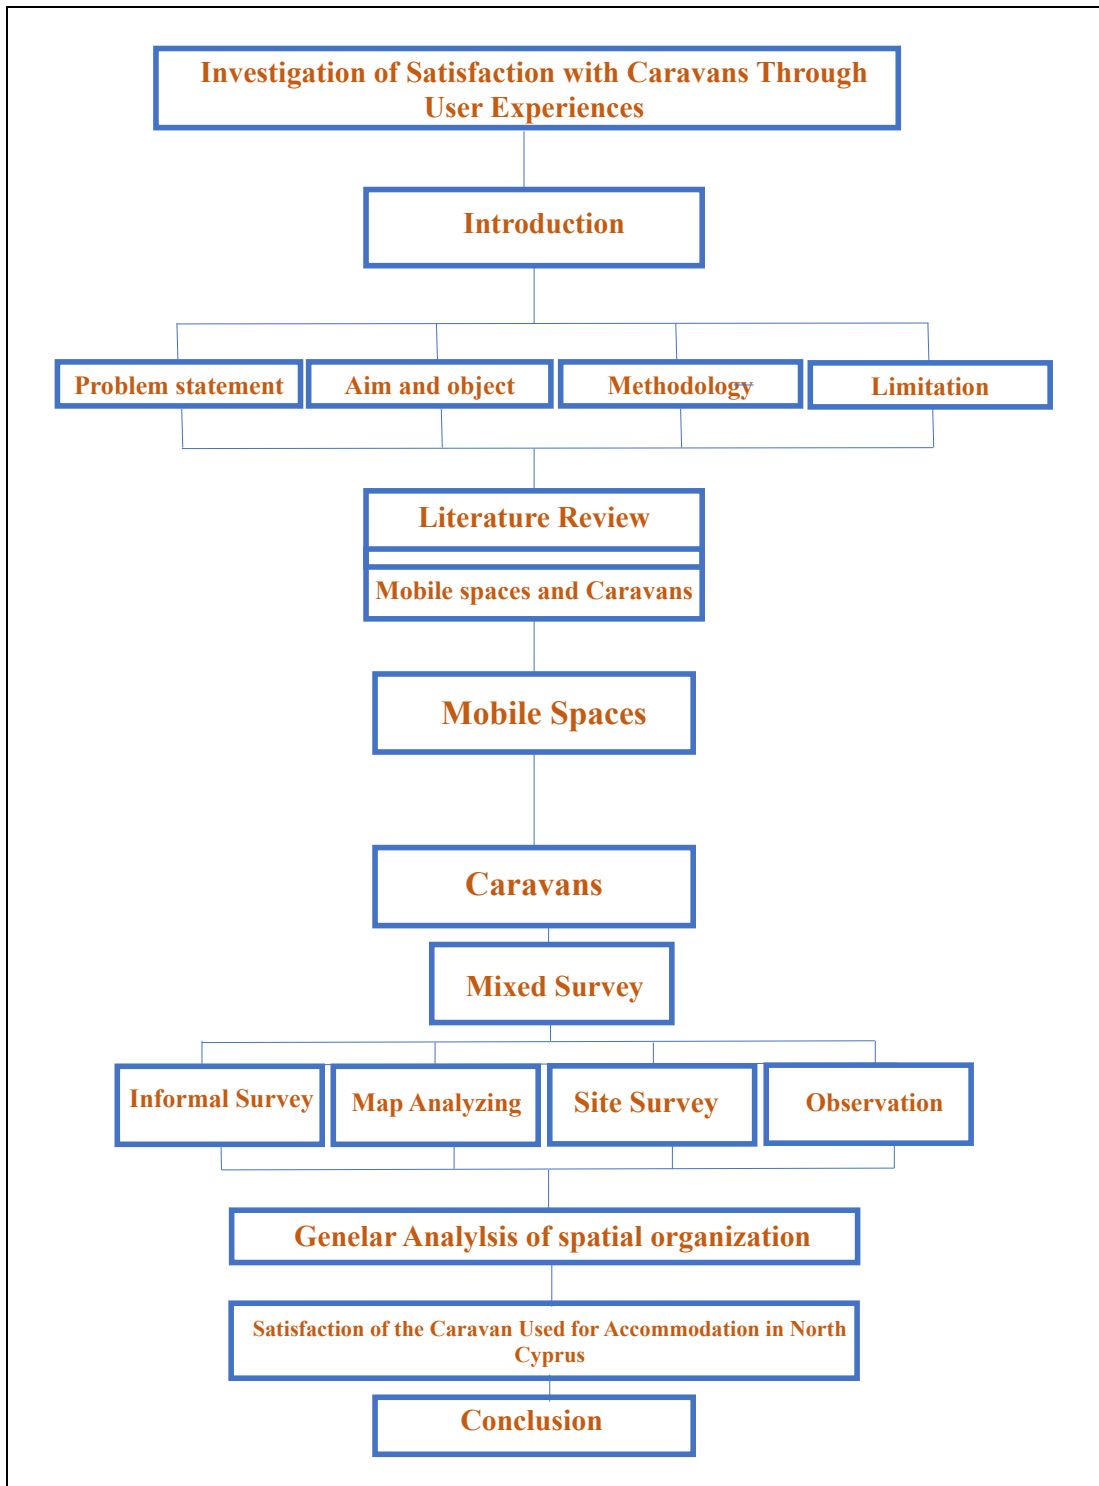 Investigation of Satisfaction with Caravans Through
User Experiences
Introduction
Problem statement
Aim and object
Methodology
Limitation
Literature Review
Mobile spaces and Caravans
Mobile Spaces
Caravans
Mixed Survey
Informal Survey
Map Analyzing
Site Survey
Observation
Genelar Analylsis of spatial organization
Satisfaction of the Caravan Used for Accommodation in North
Cyprus
Conclusion